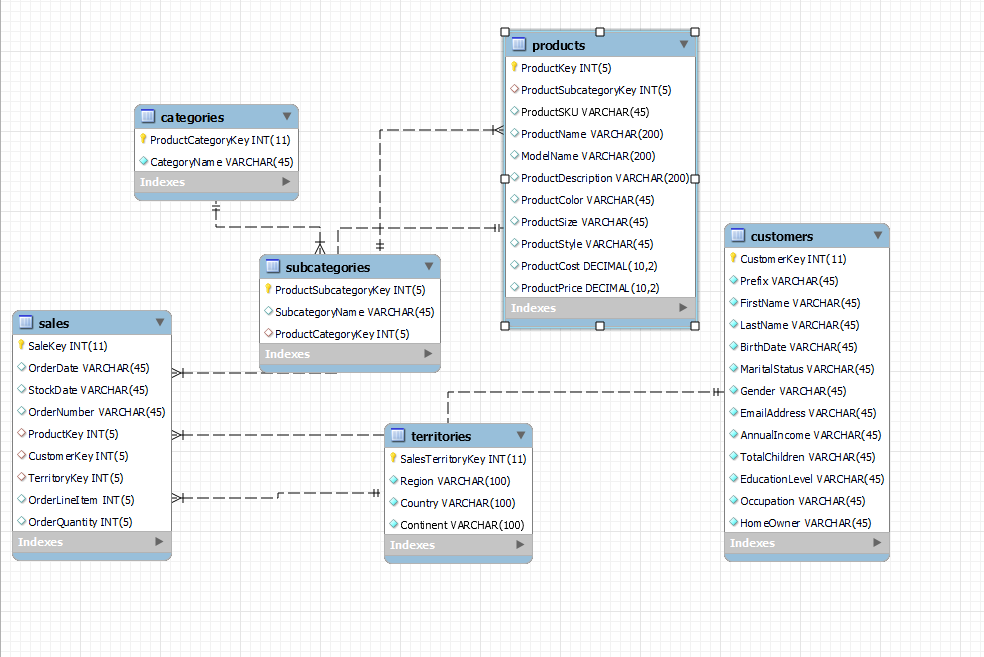 products
ProductKey INT(5)
ProductSubcategoryKey INT(5)
ProductSKU VARCHAR(45)
ProductName VARCHAR(200)
ModelName VARCHAR(200)
ProductDescription VARCHAR(200)
ProductColor VARCHAR(45)
ProductSize VARCHAR(45)
ProductStyle VARCHAR(45)
ProductCost DECIMAL(10,2)
ProductPrice DECIMAL(10,2)
Indexes
categories
ProductCategoryKey INT(11)
CategoryName VARCHAR(45)
Indexes
subcategories
ProductSubcategoryKey INT(5)
SubcategoryName VARCHAR(45)
ProductCategoryKey INT(5)
Indexes
customers
CustomerKey INT(11)
Prefix VARCHAR(45)
FirstName VARCHAR(45)
LastName VARCHAR(45)
BirthDate VARCHAR(45)
MaritalStatus VARCHAR(45)
Gender VARCHAR(45)
EmailAddress VARCHAR(45)
AnnualIncome VARCHAR(45)
TotalChildren VARCHAR(45)
EducationLevel VARCHAR(45)
Occupation VARCHAR(45)
HomeOwner VARCHAR(45)
Indexes
sales
SaleKey INT(11)
OrderDate VARCHAR(45)
StockDate VARCHAR(45)
OrderNumber VARCHAR(45)
ProductKey INT(5)
CustomerKey INT(5)
TerritoryKey INT(5)
OrderLineItem INT(5)
OrderQuantity INT(5)
Indexes
territories
SalesTerritoryKey INT(11)
Region VARCHAR(100)
Country VARCHAR(100)
Continent VARCHAR(100)
Indexes